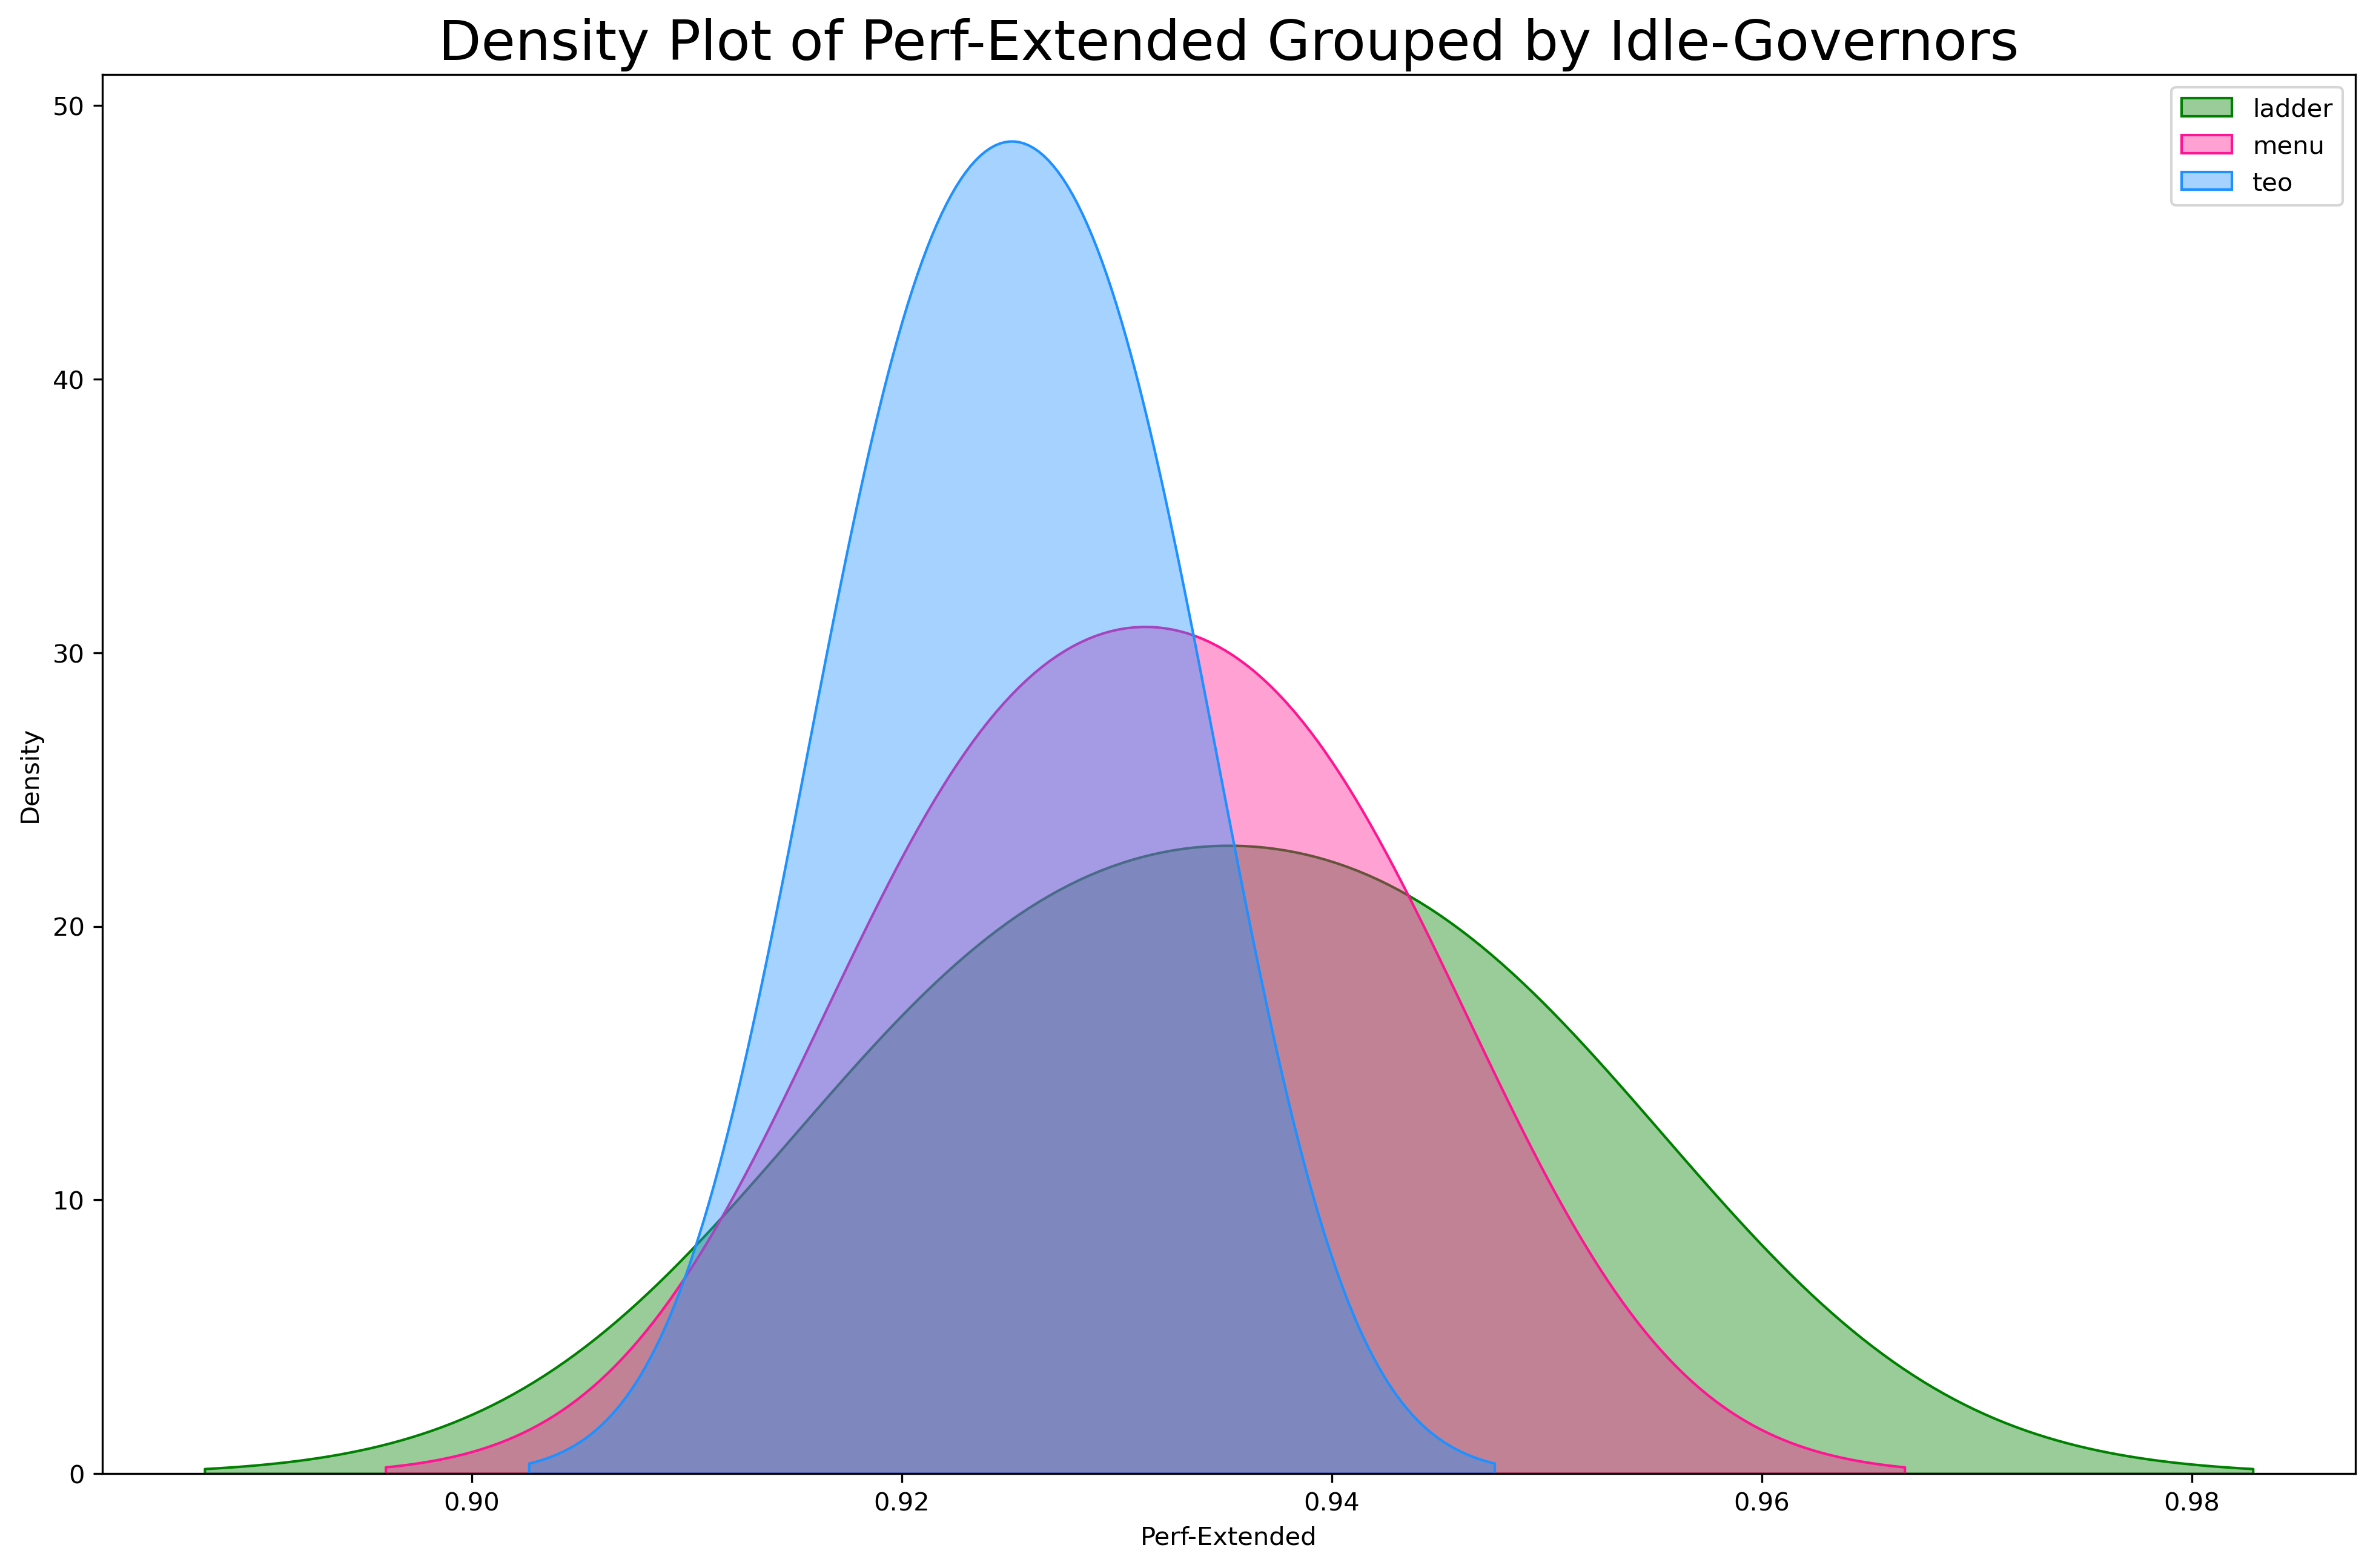 Density Plot of Perf-Extended Grouped by Idle-Governors
ladder
menu
teo
50
40
30
20
10
0
Density
0.90
0.92
0.94
0.96
0.98
Perf-Extended